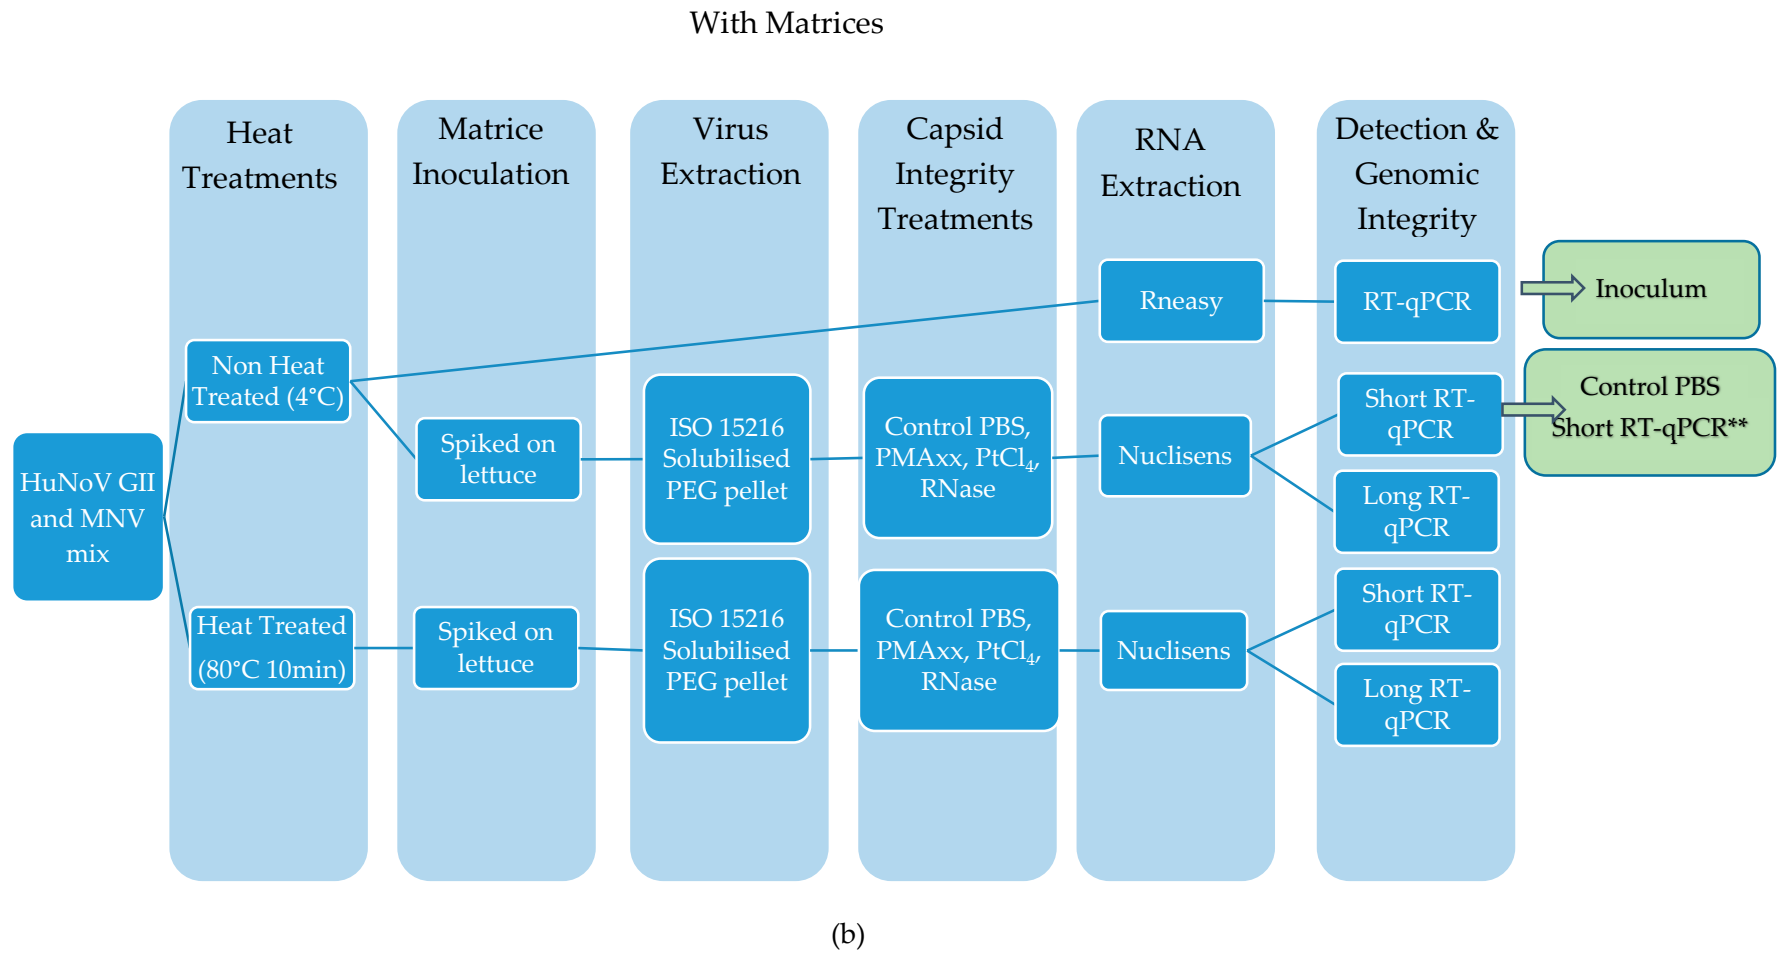 With Matrices
Heat
Treatments
Matrice
Inoculation
Virus
Extraction
Capsid
Integrity
Treatments
RNA
Extraction
Detection &
Genomic
Integrity
HuNoV GII
and MNV
mix
Non Heat
Treated (4°C)
Rneasy
RT-qPCR
Inoculum
Spiked on
lettuce
ISO 15216
Solubilised
PEG pellet
Control PBS,
PMAxx, PtCl₄,
RNase
Nuclisens
Short RT-
qPCR
Control PBS
Short RT-qPCR**
Long RT-
qPCR
Heat Treated
(80°C 10min)
Spiked on
lettuce
ISO 15216
Solubilised
PEG pellet
Control PBS,
PMAxx, PtCl₄,
RNase
Nuclisens
Short RT-
qPCR
Long RT-
qPCR
(b)